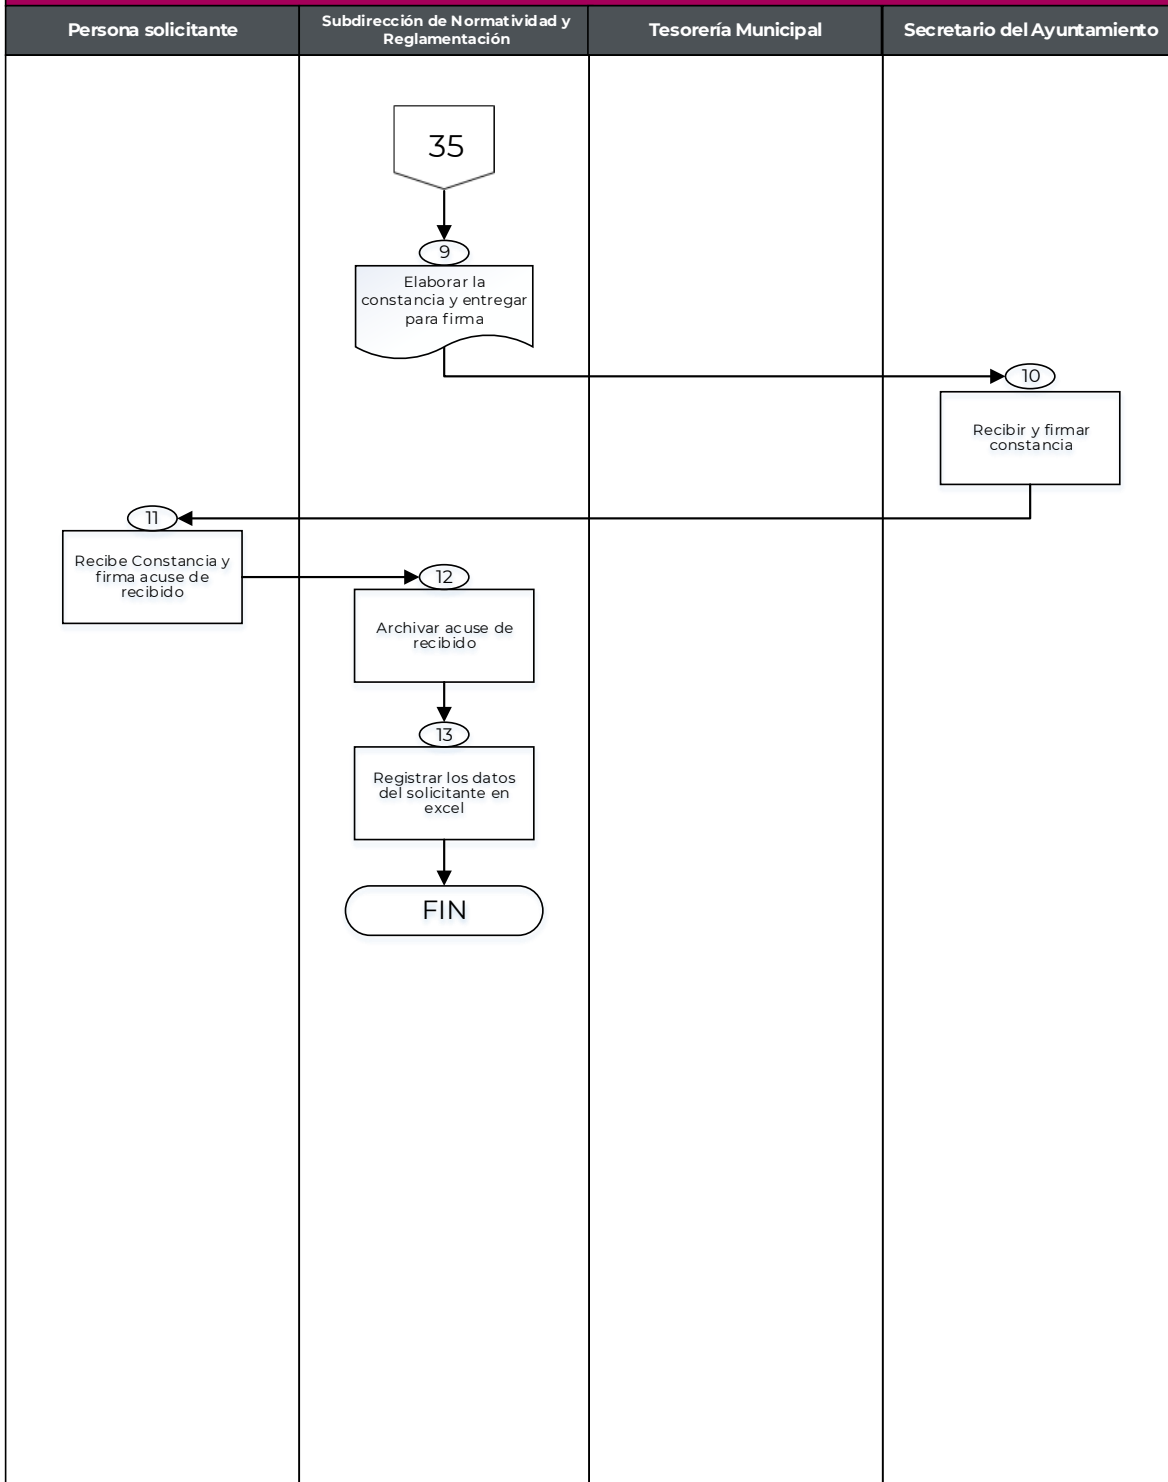 Persona solicitante
Subdirección de Normatividad y
Reglamentación
Tesorería Municipal
Secretario del Ayuntamiento
35
9
Elaborar la
constancia y entregar
para firma
10
Recibir y firmar
constancia
11
Recibe Constancia y
firma acuse de
recibido
12
Archivar acuse de
recibido
13
Registrar los datos
del solicitante en
excel
FIN